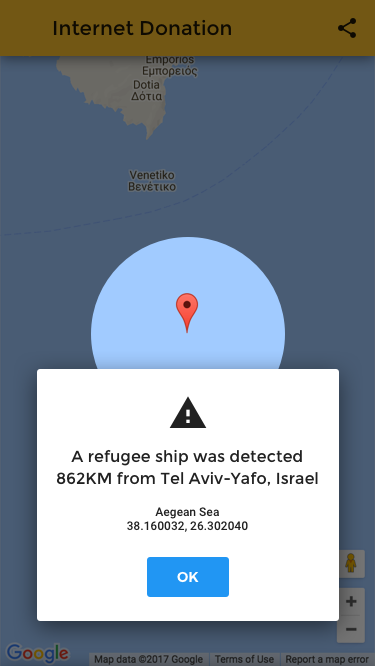 Internet Donation
Emporios
Εμπορειός
Dotia
Δότια
Venetiko
Βενέτικο
A refugee ship was detected
862KM from Tel Aviv-Yafo, Israel
Aegean Sea
38.160032, 26.302040
OK
Google
Map data ©2017 Google
Terms of Use
Report a map error